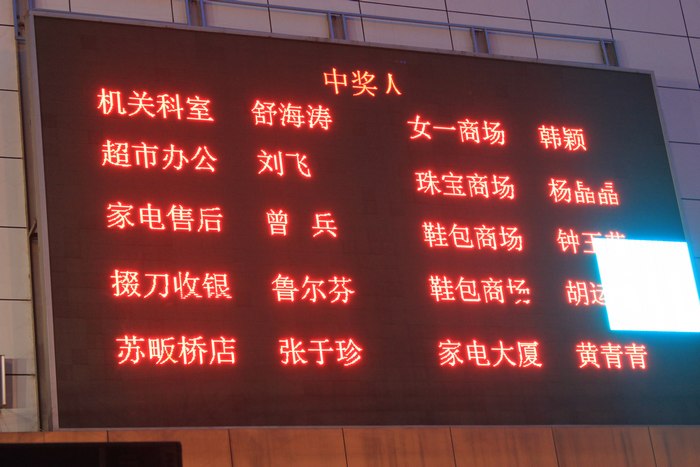 中奖人
机关科室 舒海涛
超市办公 刘飞
家电售后 曾 兵
掇刀收银 鲁尔芬
苏畈桥店 张于珍
女一商场 韩颖
珠宝商场 杨晶晶
鞋包商场 钟
鞋包商场 胡运
家电大厦 黄青青